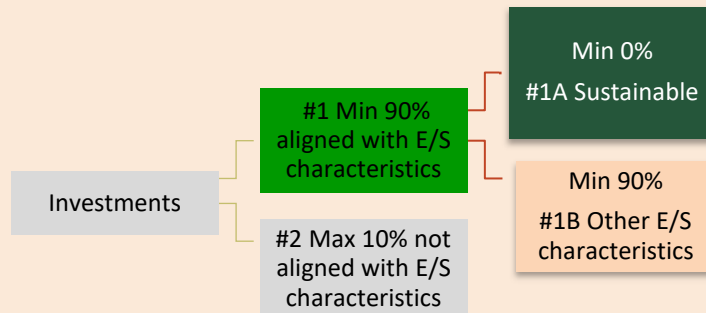 Investments
#1 Min 90%
aligned with E/S
characteristics
#2 Max 10% not
aligned with E/S
characteristics
Min 0%
#1A Sustainable
Min 90%
#1B Other E/S
characteristics